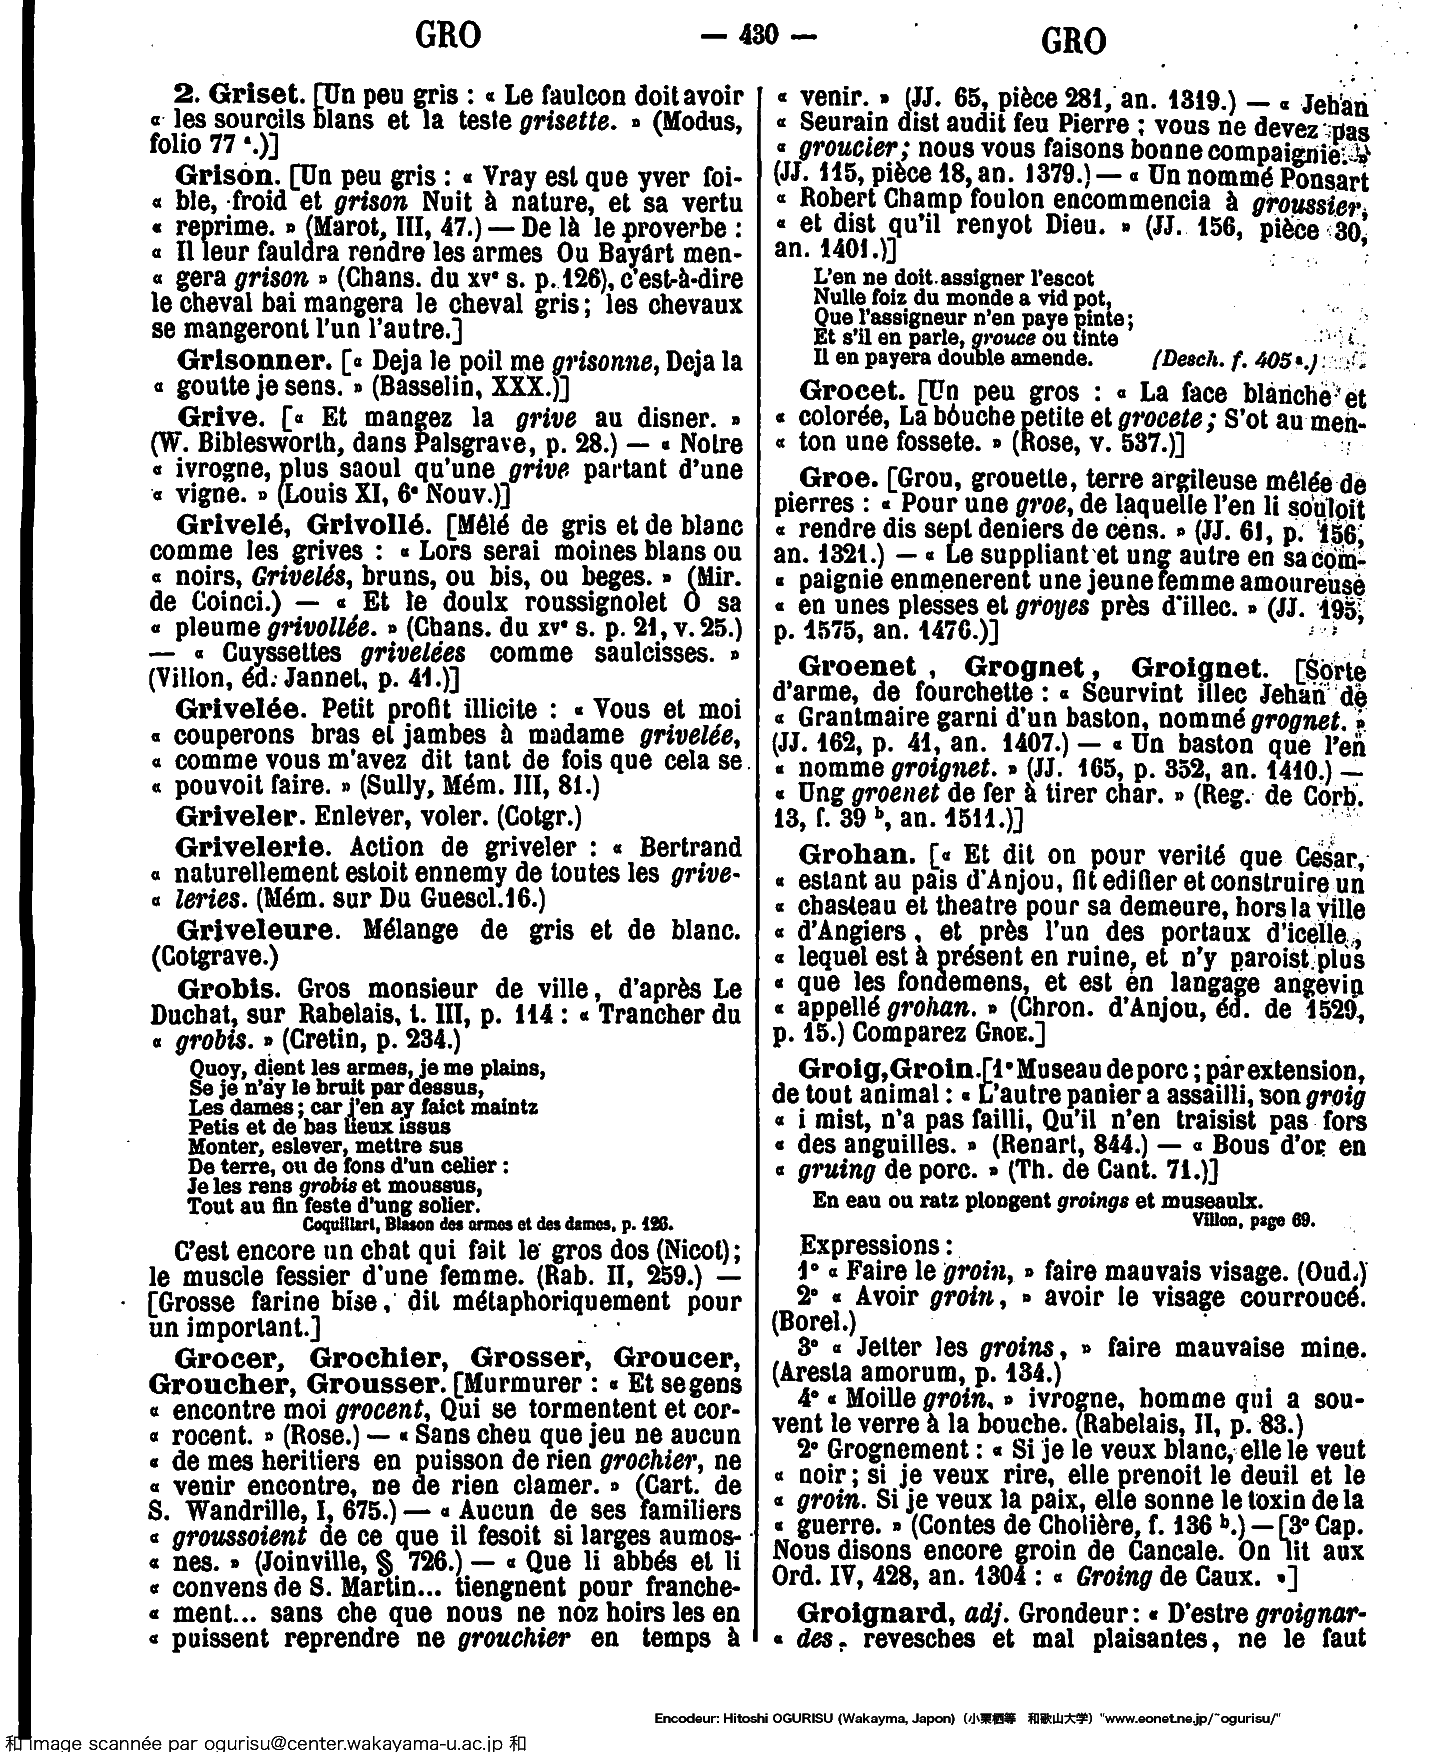 GRO
— 430 —
GRO
2. Griset. [Un peu gris : « Le faulcon doit avoir
« les sourcils blans et la teste grisette. » (Modus,
folio 77 ª.)]
Grison. [Un peu gris : « Vray est que yver foi-
« ble, froid et grison Nuit à nature, et sa vertu
« reprime. » (Marot, III, 47.) — De là le proverbe :
« Il leur fauldra rendre les armes Ou Bayart men-
« gera grison » (Chans. du xvᵉ s. p. 126), c'est-à-dire
le cheval bai mangera le cheval gris ; les chevaux
se mangeront l'un l'autre.]
Grisonner. [« Deja le poil me grisonne, Deja la
« goutte je sens. » (Basselin, XXX.)]
Grive. [« Et mangez la grive au disner. »
(W. Biblesworth, dans Palsgrave, p. 28.) — « Notre
« ivrogne, plus saoul qu'une grive partant d'une
« vigne. » (Louis XI, 6ᵉ Nouv.)]
Grivelé, Grivollé. [Mêlé de gris et de blanc
comme les grives : « Lors serai moines blans ou
« noirs, Grivelés, bruns, ou bis, ou beges. » (Mir.
de Coinci.) — « Et le doulx roussignolet O sa
« pleume grivollée. » (Chans. du xvᵉ s. p. 21, v. 25.)
— « Cuyssettes grivelées comme saulcisses. »
(Villon, éd. Jannet, p. 41.)]
Grivelée. Petit profit illicite : « Vous et moi
« couperons bras et jambes à madame grivelée,
« comme vous m'avez dit tant de fois que cela se
« pouvoit faire. » (Sully, Mém. III, 81.)
Griveler. Enlever, voler. (Cotgr.)
Grivelerie. Action de griveler : « Bertrand
« naturellement estoit ennemy de toutes les grive-
« leries. (Mém. sur Du Guescl. 16.)
Griveleure. Mélange de gris et de blanc.
(Cotgrave.)
Grobis. Gros monsieur de ville, d'après Le
Duchat, sur Rabelais, t. III, p. 114 : « Trancher du
« grobis. » (Cretin, p. 234.)
Quoy, dient les armes, je me plains,
Se je n'ay le bruit par dessus,
Les dames ; car j'en ay faict maintz
Petis et de bas lieux issus
Monter, eslever, mettre sus
De terre, ou de fons d'un celier :
Je les rens grobis et moussus,
Tout au fin feste d'ung solier.
Coquillart, Blason des armes et des dames, p. 126.
C'est encore un chat qui fait le gros dos (Nicot) ;
le muscle fessier d'une femme. (Rab. II, 259.) —
[Grosse farine bise, dit métaphoriquement pour
un important.]
Grocer, Grochier, Grosser, Groucer,
Groucher, Grousser. [Murmurer : « Et se gens
« encontre moi grocent, Qui se tormentent et cor-
« rocent. » (Rose.) — « Sans cheu que jeu ne aucun
« de mes heritiers en puisson de rien grochier, ne
« venir encontre, ne de rien clamer. » (Cart. de
S. Wandrille, I, 675.) — « Aucun de ses familiers
« groussoient de ce que il fesoit si larges aumos-
« nes. » (Joinville, § 726.) — « Que li abbés et li
« convens de S. Martin... tiengnent pour franche-
« ment... sans che que nous ne noz hoirs les en
« puissent reprendre ne grouchier en temps à
« venir. » (JJ. 65, pièce 281, an. 1319.) — « Jehan
« Seurain dist audit feu Pierre ; vous ne devez pas
« groucier ; nous vous faisons bonne compaignie. »
(JJ. 115, pièce 18, an. 1379.) — « Un nommé Ponsart
« Robert Champ foulon encommencia à groussier,
« et dist qu'il renyot Dieu. » (JJ. 156, pièce 30,
an. 1401.)]
L'en ne doit assigner l'escot
Nulle foiz du monde a vid pot,
Que l'assigneur n'en paye pinte ;
Et s'il en parle, grouce ou tinte
Il en payera double amende. (Desch. f. 405 ª.)
Grocet. [Un peu gros : « La face blanche et
« colorée, La bouche petite et grocete ; S'ot au men-
« ton une fossete. » (Rose, v. 537.)]
Groe. [Grou, grouette, terre argileuse mêlée de
pierres : « Pour une groe, de laquelle l'en li souloit
« rendre dis sept deniers de cens. » (JJ. 61, p. 156,
an. 1321.) — « Le suppliant et ung autre en sa com-
« paignie enmenerent une jeune femme amoureuse
« en unes plesses et groyes près d'illec. » (JJ. 195,
p. 1575, an. 1476.)]
Groenet, Grognet, Groignet. [Sorte
d'arme, de fourchette : « Seurvint illec Jehan de
« Grantmaire garni d'un baston, nommé grognet. »
(JJ. 162, p. 41, an. 1407.) — « Un baston que l'en
« nomme groignet. » (JJ. 165, p. 352, an. 1410.) —
« Ung groenet de fer à tirer char. » (Reg. de Corb.
13, f. 39 ᵇ, an. 1511.)]
Grohan. [« Et dit on pour verité que Cesar,
« estant au païs d'Anjou, fit edifier et construire un
« chasteau et theatre pour sa demeure, hors la ville
« d'Angiers, et près l'un des portaux d'icelle,
« lequel est à présent en ruine, et n'y paroist plus
« que les fondemens, et est en langage angevin
« appellé grohan. » (Chron. d'Anjou, éd. de 1529,
p. 15.) Comparez GROE.]
Groig, Groin. [1° Museau de porc ; par extension,
de tout animal : « L'autre panier a assailli, son groig
« i mist, n'a pas failli, Qu'il n'en traisist pas fors
« des anguilles. » (Renart, 844.) — « Bous d'or en
« gruing de porc. » (Th. de Cant. 71.)]
En eau ou ratz plongent groings et museaulx.
Villon, page 69.
Expressions :
1° « Faire le groin, » faire mauvais visage. (Oud.)
2° « Avoir groin, » avoir le visage courroucé.
(Borel.)
3° « Jetter les groins, » faire mauvaise mine.
(Aresta amorum, p. 134.)
4° « Moille groin, » ivrogne, homme qui a sou-
vent le verre à la bouche. (Rabelais, II, p. 83.)
2° Grognement : « Si je le veux blanc, elle le veut
« noir ; si je veux rire, elle prenoit le deuil et le
« groin. Si je veux la paix, elle sonne le toxin de la
« guerre. » (Contes de Cholière, f. 136 ᵇ.) — [3° Cap.
Nous disons encore groin de Cancale. On lit aux
Ord. IV, 428, an. 1304 : « Groing de Caux. »]
Groignard, adj. Grondeur : « D'estre groignar-
« des, revesches et mal plaisantes, ne le faut
Encodeur: Hitoshi OGURISU (Wakayma, Japon) (小栗栖等 和歌山大学) "www.eonet.ne.jp/~ogurisu/"
和 image scannée par ogurisu@center.wakayama-u.ac.jp 和